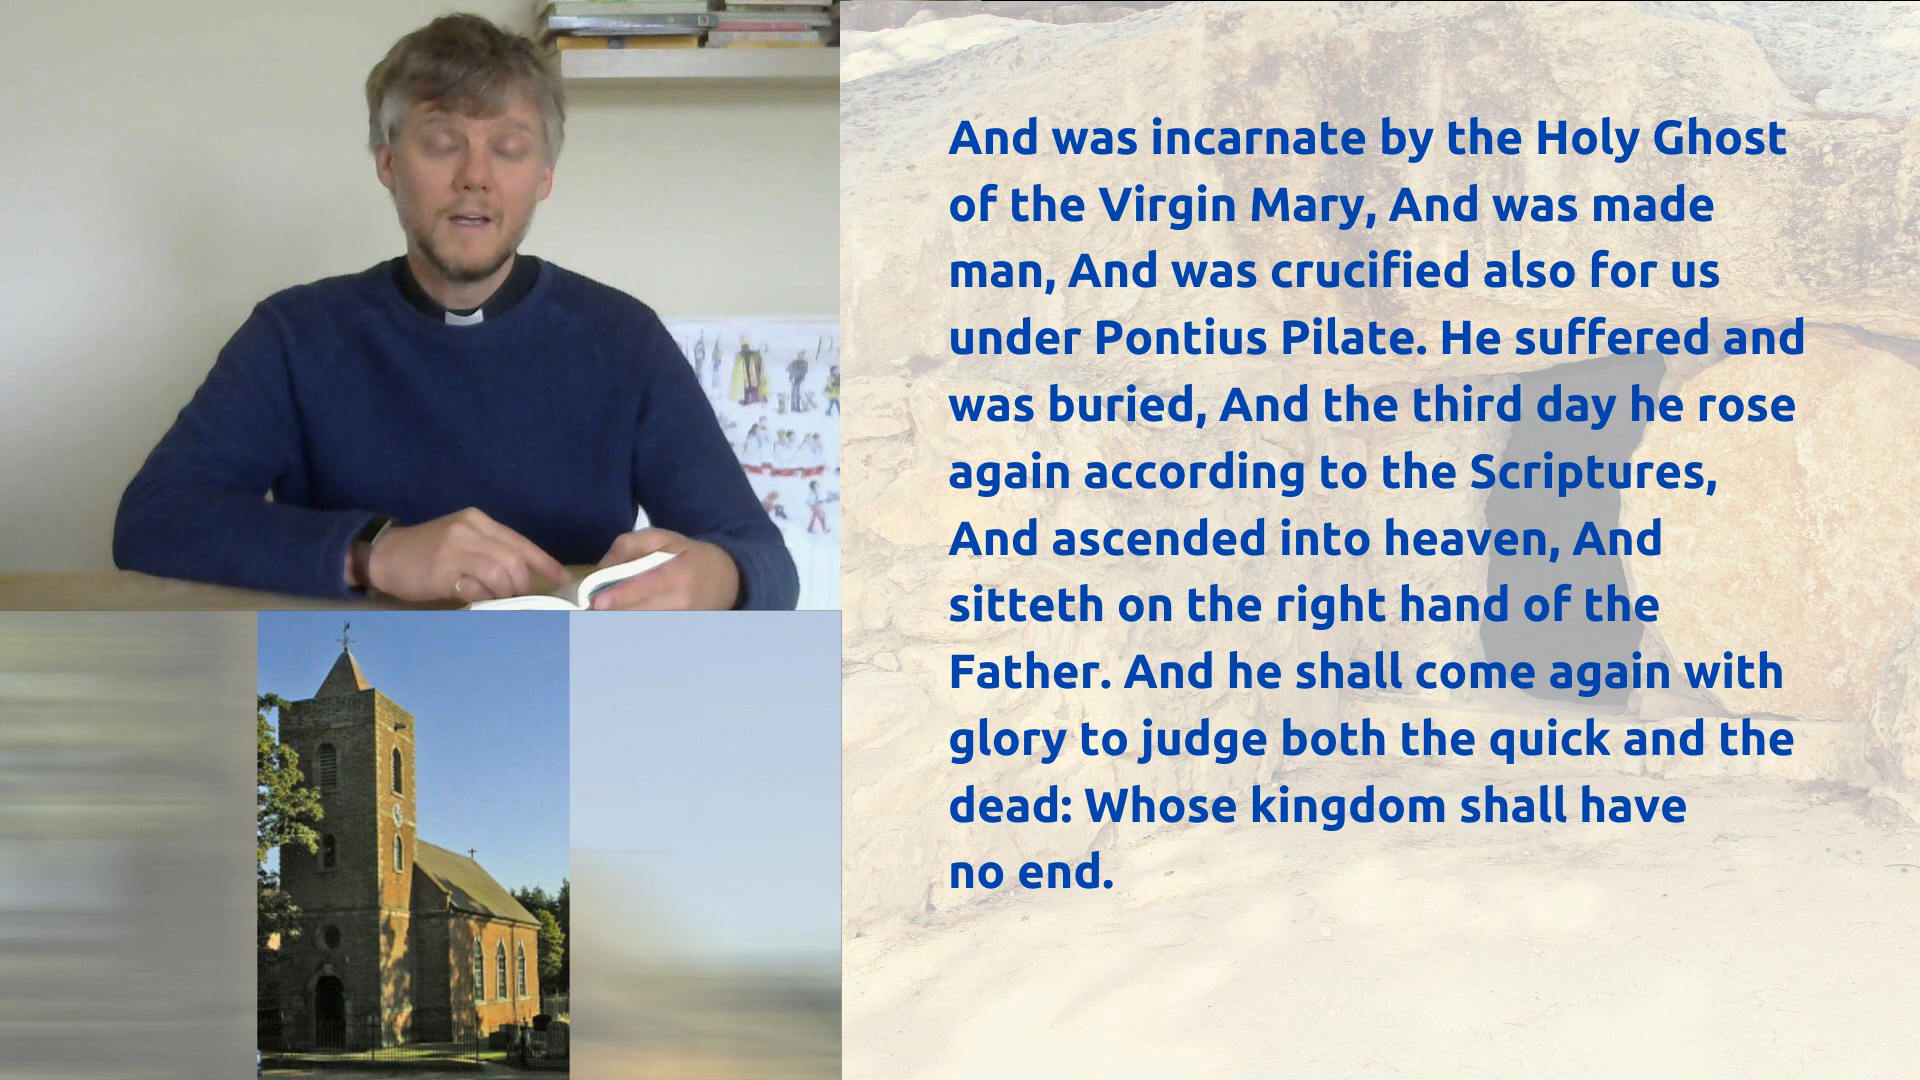 And was incarnate by the Holy Ghost
of the Virgin Mary, And was made
man, And was crucified also for us
under Pontius Pilate. He suffered and
was buried, And the third day he rose
again according to the Scriptures,
And ascended into heaven, And
sitteth on the right hand of the
Father. And he shall come again with
glory to judge both the quick and the
dead: Whose kingdom shall have
no end.